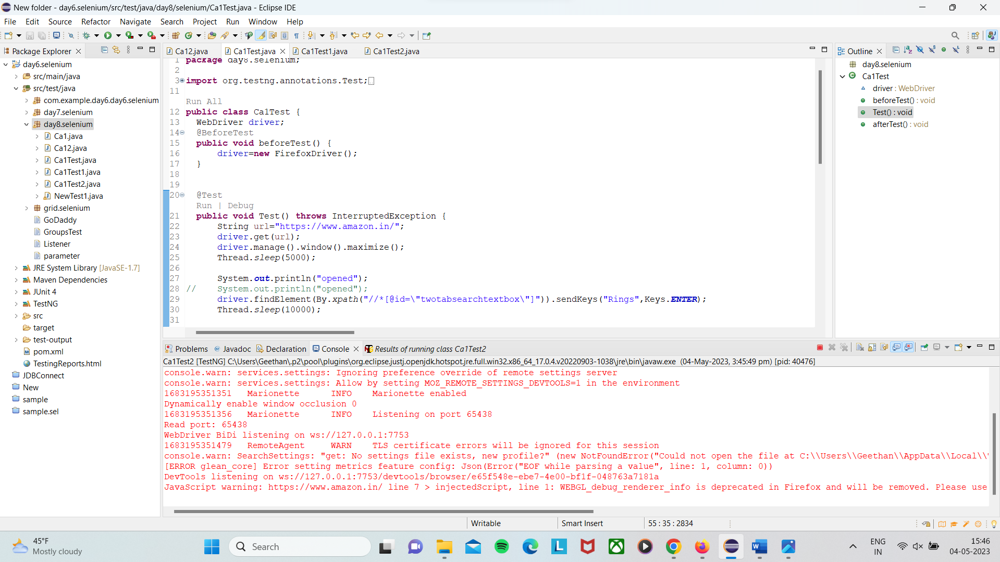 New folder - day6.selenium/src/test/java/day8/selenium/Ca1Test.java - Eclipse IDE
File Edit Source Refactor Navigate Search Project Run Window Help
Package Explorer
day6.selenium
src/main/java
src/test/java
com.example.day6.day6.selenium
day7.selenium
day8.selenium
Ca1.java
Ca12.java
Ca1Test.java
Ca1Test1.java
Ca1Test2.java
NewTest1.java
grid.selenium
GoDaddy
GroupsTest
Listener
parameter
JRE System Library [JavaSE-1.7]
Maven Dependencies
JUnit 4
TestNG
src
target
test-output
pom.xml
TestingReports.html
JDBConnect
New
sample
sample.sel
Ca12.java Ca1Test.java Ca1Test1.java Ca1Test2.java
1 package day8.selenium;
2
3 import org.testng.annotations.Test;
11
Run All
12 public class Ca1Test {
13 WebDriver driver;
14 @BeforeTest
15 public void beforeTest() {
16 driver=new FirefoxDriver();
17 }
18
19
20 @Test
Run | Debug
21 public void Test() throws InterruptedException {
22 String url="https://www.amazon.in/";
23 driver.get(url);
24 driver.manage().window().maximize();
25 Thread.sleep(5000);
26
27 System.out.println("opened");
28 // System.out.println("opened");
29 driver.findElement(By.xpath("//*[@id=\"twotabsearchtextbox\"]")).sendKeys("Rings",Keys.ENTER);
30 Thread.sleep(10000);
31
Outline
day8.selenium
Ca1Test
driver : WebDriver
beforeTest() : void
Test() : void
afterTest() : void
Problems @ Javadoc Declaration Console Results of running class Ca1Test2
Ca1Test2 [TestNG] C:\Users\Geethan\.p2\pool\plugins\org.eclipse.justj.openjdk.hotspot.jre.full.win32.x86_64_17.0.4.v20220903-1038\jre\bin\javaw.exe (04-May-2023, 3:45:49 pm) [pid: 40476]
console.warn: services.settings: Ignoring preference override of remote settings server
console.warn: services.settings: Allow by setting MOZ_REMOTE_SETTINGS_DEVTOOLS=1 in the environment
1683195351351 Marionette INFO Marionette enabled
Dynamically enable window occlusion 0
1683195351356 Marionette INFO Listening on port 65438
Read port: 65438
WebDriver BiDi listening on ws://127.0.0.1:7753
1683195351479 RemoteAgent WARN TLS certificate errors will be ignored for this session
console.warn: SearchSettings: "get: No settings file exists, new profile?" (new NotFoundError("Could not open the file at C:\\Users\\Geethan\\AppData\\Local\\
[ERROR glean_core] Error setting metrics feature config: Json(Error("EOF while parsing a value", line: 1, column: 0))
DevTools listening on ws://127.0.0.1:7753/devtools/browser/e65f548e-ebe7-4e00-bf1f-048763a7181a
JavaScript warning: https://www.amazon.in/ line 7 > injectedScript, line 1: WEBGL_debug_renderer_info is deprecated in Firefox and will be removed. Please use
Writable Smart Insert 55 : 35 : 2834
45°F
Mostly cloudy
Search
ENG
IN
15:46
04-05-2023